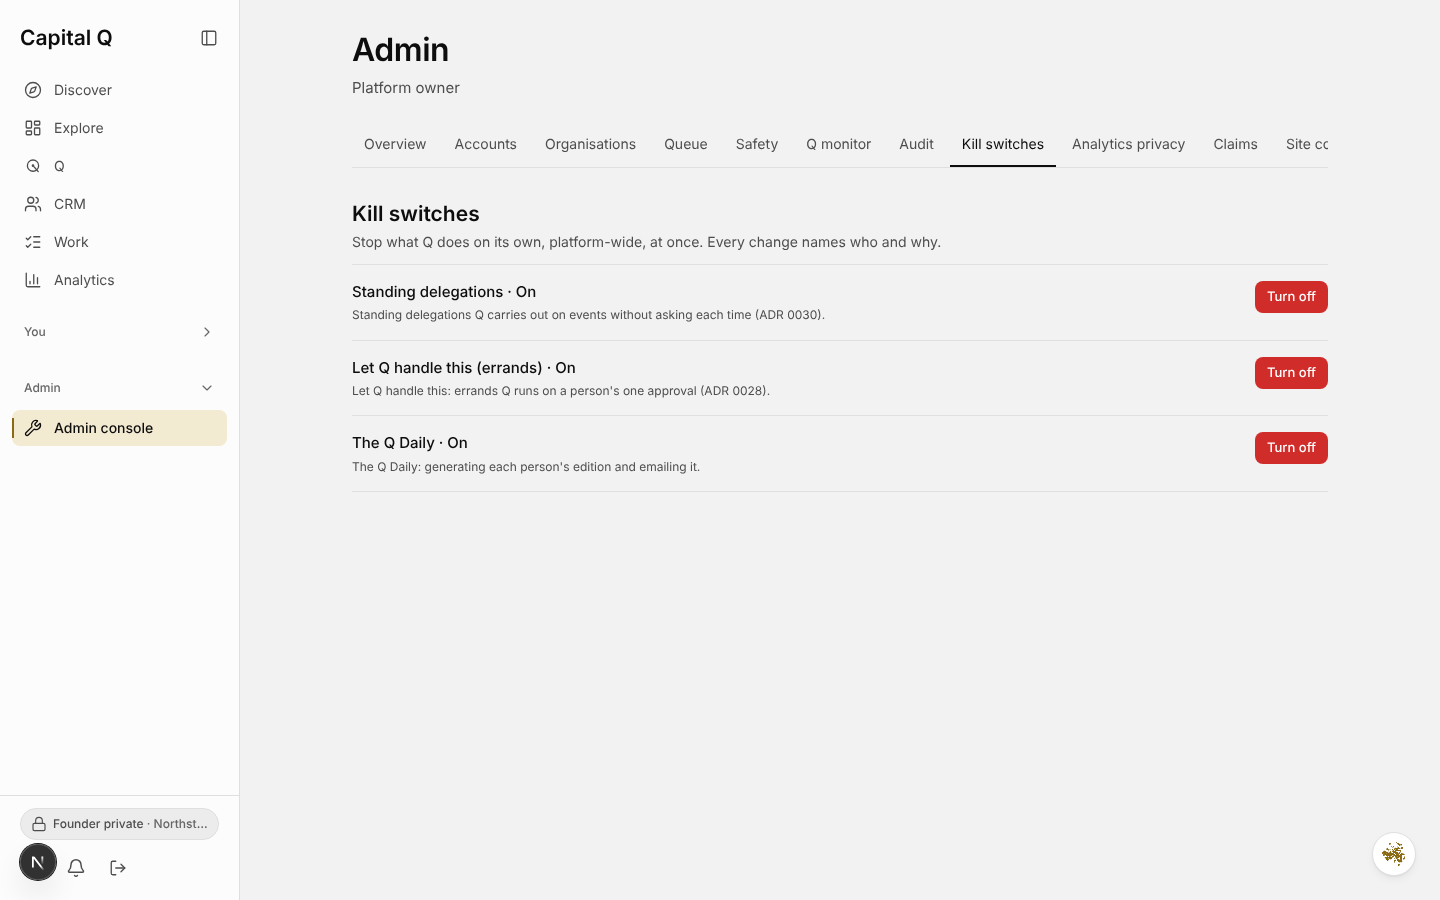 Capital Q
Discover
Explore
Q
CRM
Work
Analytics
You
Admin
Admin console
Founder private · Northst...
N
Admin
Platform owner
Overview
Accounts
Organisations
Queue
Safety
Q monitor
Audit
Kill switches
Analytics privacy
Claims
Site co
Kill switches
Stop what Q does on its own, platform-wide, at once. Every change names who and why.
Standing delegations · On
Turn off
Standing delegations Q carries out on events without asking each time (ADR 0030).
Let Q handle this (errands) · On
Turn off
Let Q handle this: errands Q runs on a person's one approval (ADR 0028).
The Q Daily · On
Turn off
The Q Daily: generating each person's edition and emailing it.